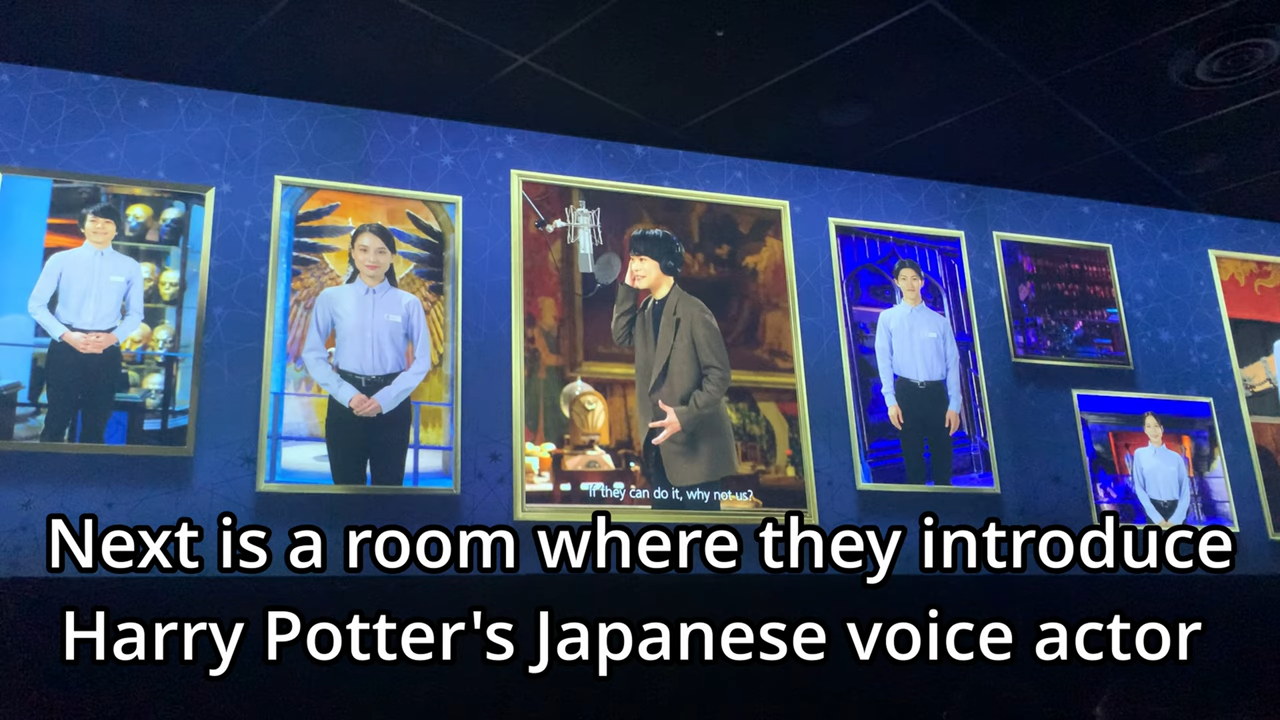 If they can do it, why not us?
Next is a room where they introduce
Harry Potter's Japanese voice actor